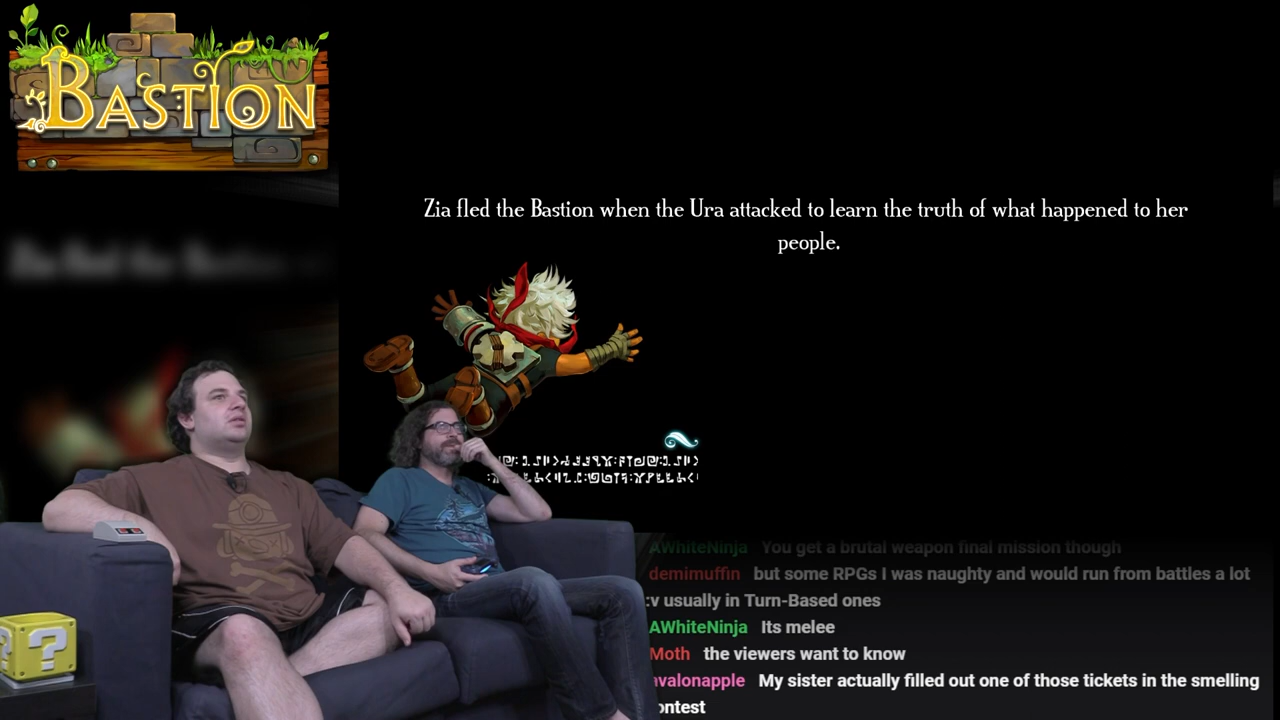 BASTION
Zia fled the Bastion when the Ura attacked to learn the truth of what happened to her
people.
AWhiteNinja You get a brutal weapon final mission though
demimuffin but some RPGs I was naughty and would run from battles a lot
:v usually in Turn-Based ones
AWhiteNinja Its melee
Moth the viewers want to know
avalonapple My sister actually filled out one of those tickets in the smelling
contest
?